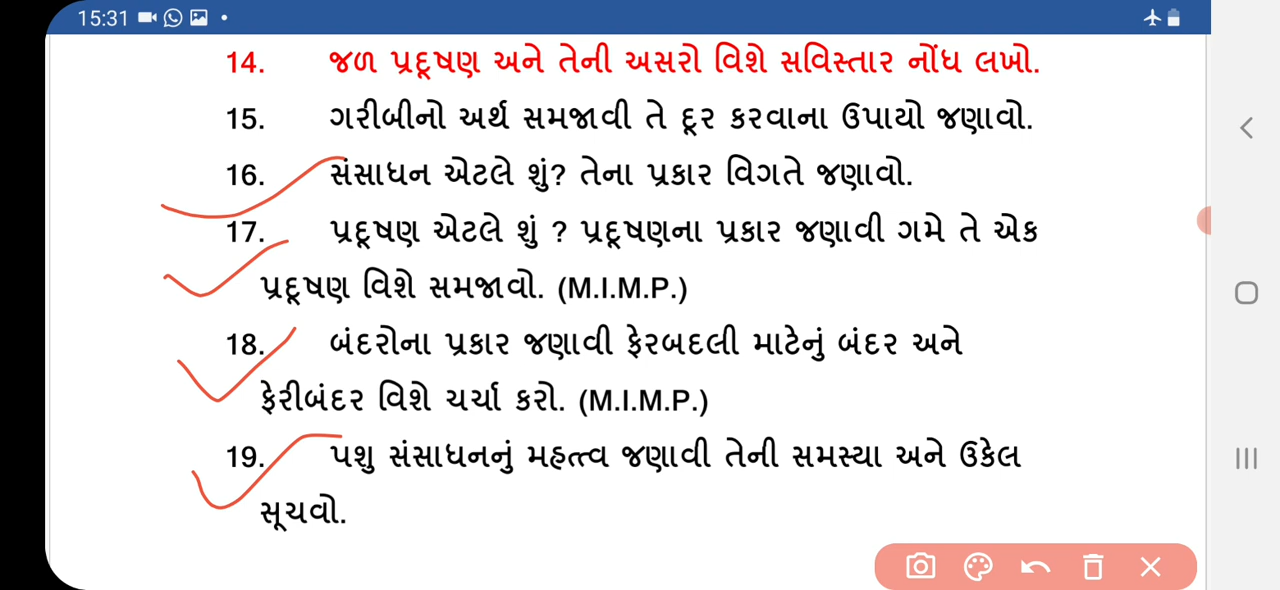 15:31
14. જળ પ્રદૂષણ અને તેની અસરો વિશે સવિસ્તાર નોંધ લખો.
15. ગરીબીનો અર્થ સમજાવી તે દૂર કરવાના ઉપાયો જણાવો.
16. સંસાધન એટલે શું? તેના પ્રકાર વિગતે જણાવો.
17. પ્રદૂષણ એટલે શું ? પ્રદૂષણના પ્રકાર જણાવી ગમે તે એક
પ્રદૂષણ વિશે સમજાવો. (M.I.M.P.)
18. બંદરોના પ્રકાર જણાવી ફેરબદલી માટેનું બંદર અને
ફેરીબંદર વિશે ચર્ચા કરો. (M.I.M.P.)
19. પશુ સંસાધનનું મહત્ત્વ જણાવી તેની સમસ્યા અને ઉકેલ
સૂચવો.